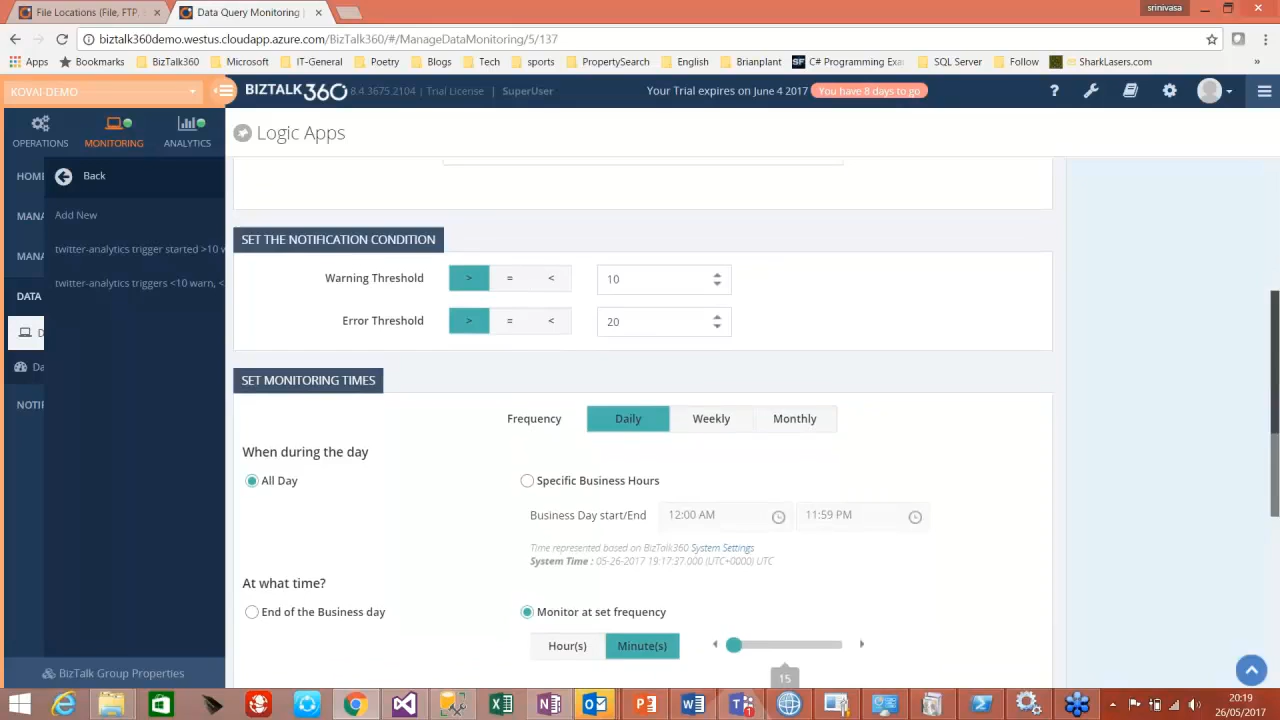 File Locations (File, FTP,
Data Query Monitoring |
srinivasa
biztalk360demo.westus.cloudapp.azure.com/BizTalk360/#/ManageDataMonitoring/5/137
Apps Bookmarks BizTalk360 Microsoft IT-General Poetry Blogs Tech sports PropertySearch English Brianplant SF C# Programming Exa SQL Server Follow SharkLasers.com »
KOVAI-DEMO
BIZTALK360 8.4.3675.2104 | Trial License | SuperUser
Your Trial expires on June 4 2017 You have 8 days to go
OPERATIONS MONITORING ANALYTICS
Logic Apps
HOM
Back
MANA
Add New
MANA
twitter-analytics trigger started >10 w
twitter-analytics triggers <10 warn, <
DATA
D
Da
NOTIF
SET THE NOTIFICATION CONDITION
Warning Threshold > = < 10
Error Threshold > = < 20
SET MONITORING TIMES
Frequency Daily Weekly Monthly
When during the day
All Day Specific Business Hours
Business Day start/End 12:00 AM 11:59 PM
Time represented based on BizTalk360 System Settings
System Time : 05-26-2017 19:17:37.000 (UTC+0000) UTC
At what time?
End of the Business day Monitor at set frequency
Hour(s) Minute(s)
15
BizTalk Group Properties
20:19
26/05/2017